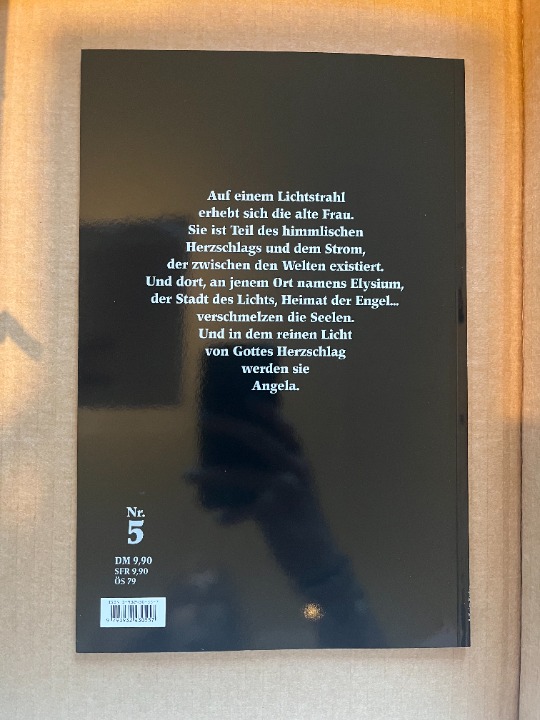 Auf einem Lichtstrahl
erhebt sich die alte Frau.
Sie ist Teil des himmlischen
Herzschlags und dem Strom,
der zwischen den Welten existiert.
Und dort, an jenem Ort namens Elysium,
der Stadt des Lichts, Heimat der Engel...
verschmelzen die Seelen.
Und in dem reinen Licht
von Gottes Herzschlag
werden sie
Angela.
Nr.
5
DM 9,90
SFR 9,90
ÖS 79